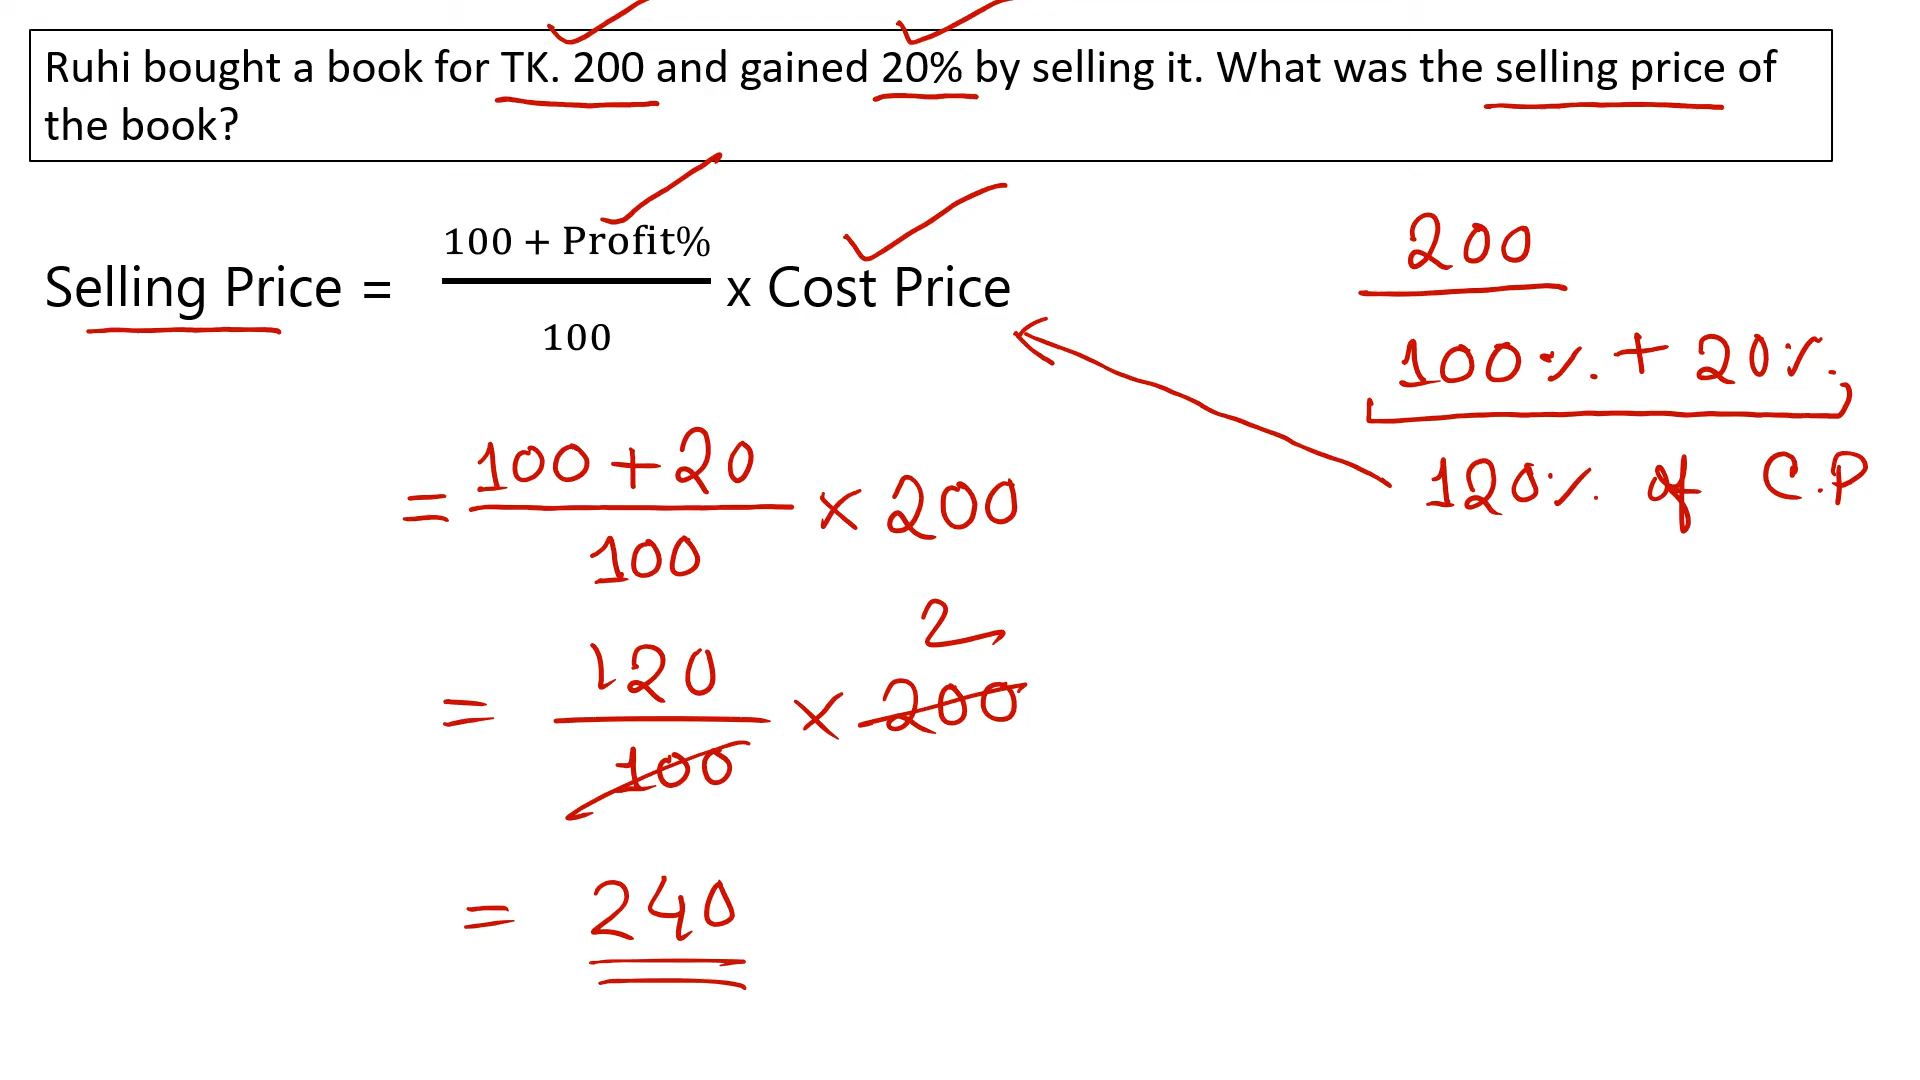 Ruhi bought a book for TK. 200 and gained 20% by selling it. What was the selling price of
the book?
100 + Profit%
Selling Price = x Cost Price
100
200
100% + 20%
120% of C.P
= 100 + 20 × 200
100
2
= 120 × 200
100
= 240